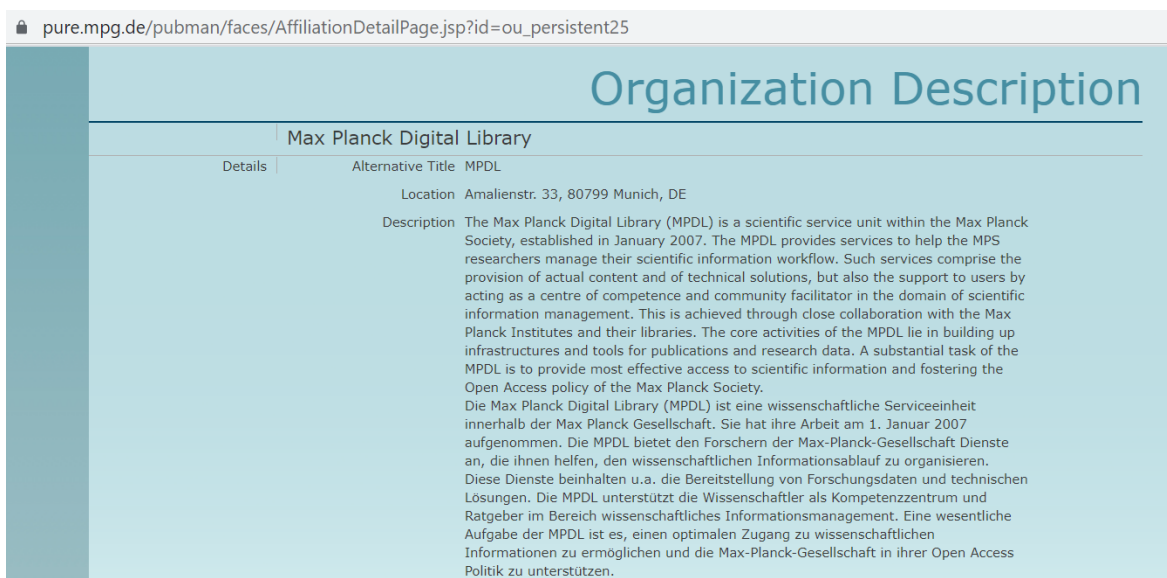 pure.mpg.de/pubman/faces/AffiliationDetailPage.jsp?id=ou_persistent25
Organization Description
Max Planck Digital Library
Details Alternative Title MPDL
Location Amalienstr. 33, 80799 Munich, DE
Description The Max Planck Digital Library (MPDL) is a scientific service unit within the Max Planck
Society, established in January 2007. The MPDL provides services to help the MPS
researchers manage their scientific information workflow. Such services comprise the
provision of actual content and of technical solutions, but also the support to users by
acting as a centre of competence and community facilitator in the domain of scientific
information management. This is achieved through close collaboration with the Max
Planck Institutes and their libraries. The core activities of the MPDL lie in building up
infrastructures and tools for publications and research data. A substantial task of the
MPDL is to provide most effective access to scientific information and fostering the
Open Access policy of the Max Planck Society.
Die Max Planck Digital Library (MPDL) ist eine wissenschaftliche Serviceeinheit
innerhalb der Max Planck Gesellschaft. Sie hat ihre Arbeit am 1. Januar 2007
aufgenommen. Die MPDL bietet den Forschern der Max-Planck-Gesellschaft Dienste
an, die ihnen helfen, den wissenschaftlichen Informationsablauf zu organisieren.
Diese Dienste beinhalten u.a. die Bereitstellung von Forschungsdaten und technischen
Lösungen. Die MPDL unterstützt die Wissenschaftler als Kompetenzzentrum und
Ratgeber im Bereich wissenschaftliches Informationsmanagement. Eine wesentliche
Aufgabe der MPDL ist es, einen optimalen Zugang zu wissenschaftlichen
Informationen zu ermöglichen und die Max-Planck-Gesellschaft in ihrer Open Access
Politik zu unterstützen.